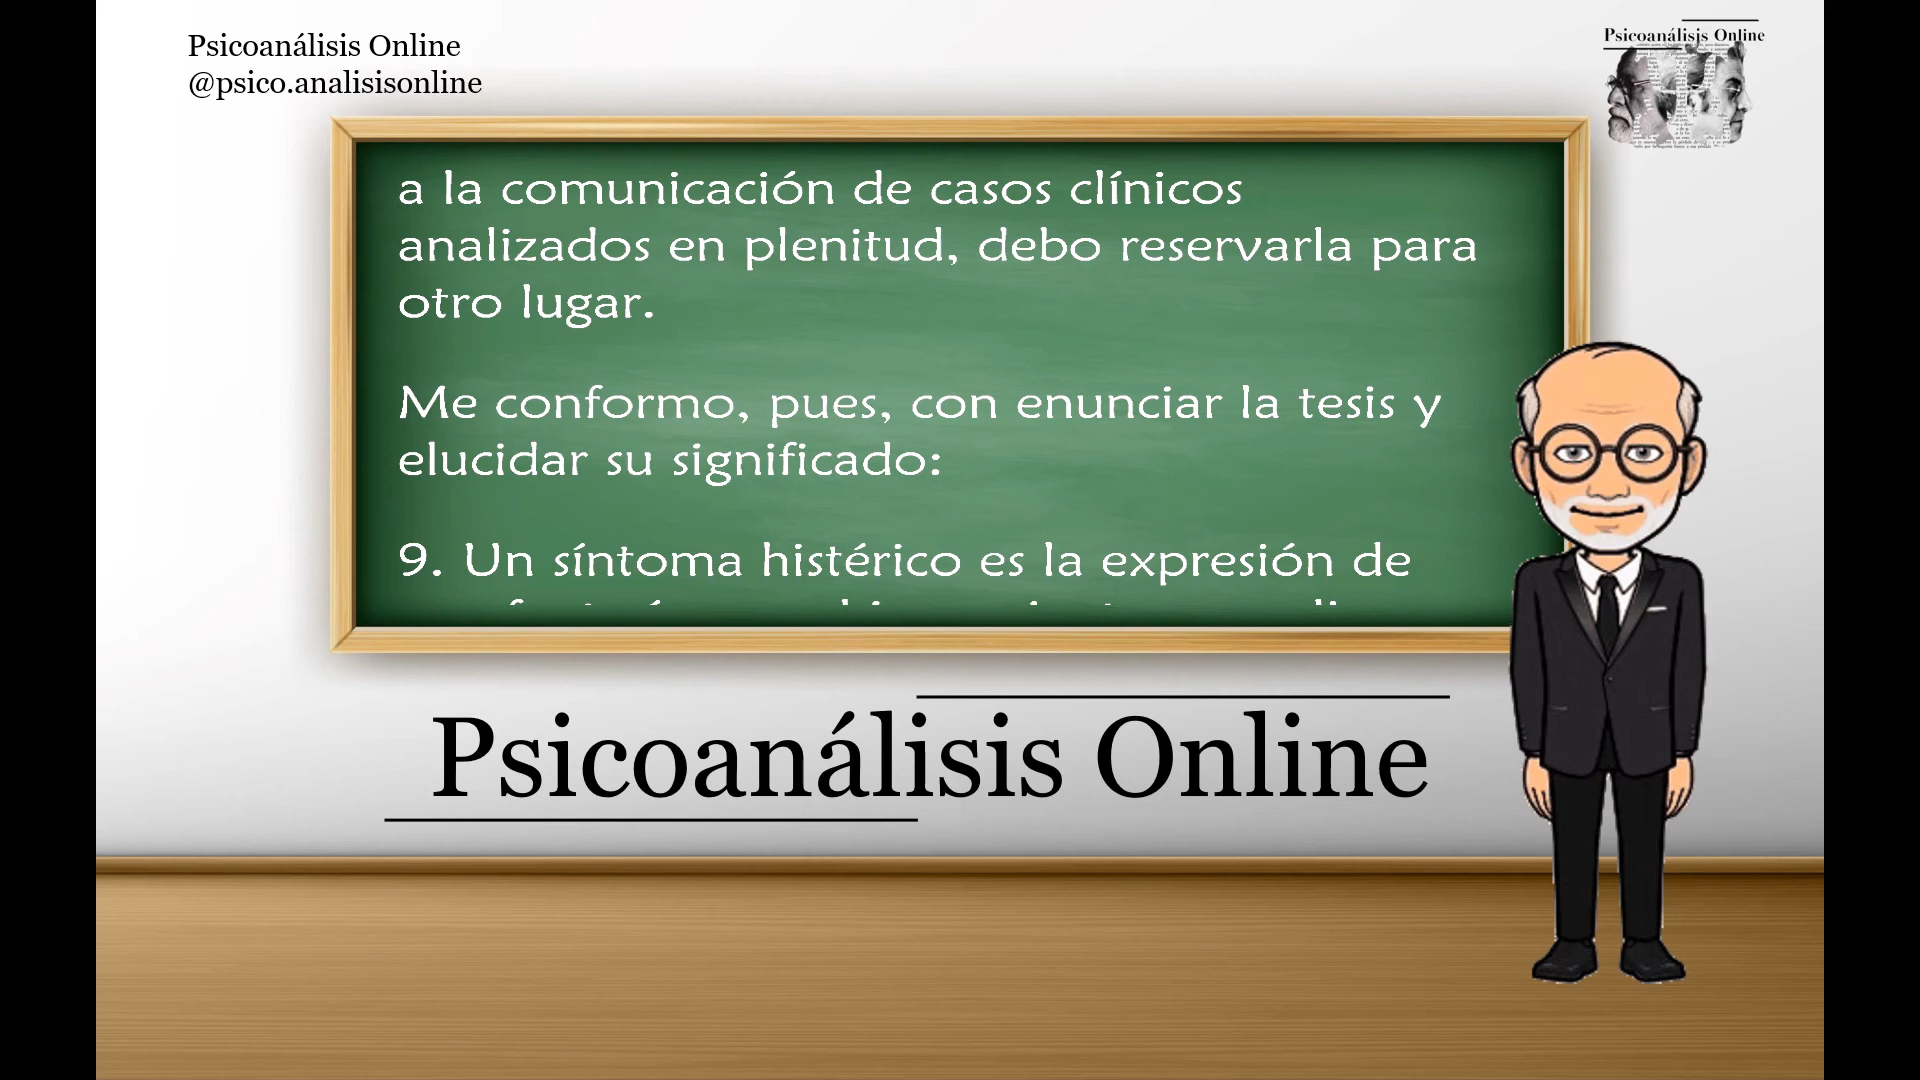 Psicoanálisis Online
@psico.analisisonline
Psicoanálisis Online
a la comunicación de casos clínicos
analizados en plenitud, debo reservarla para
otro lugar.
Me conformo, pues, con enunciar la tesis y
elucidar su significado:
9. Un síntoma histérico es la expresión de
Psicoanálisis Online